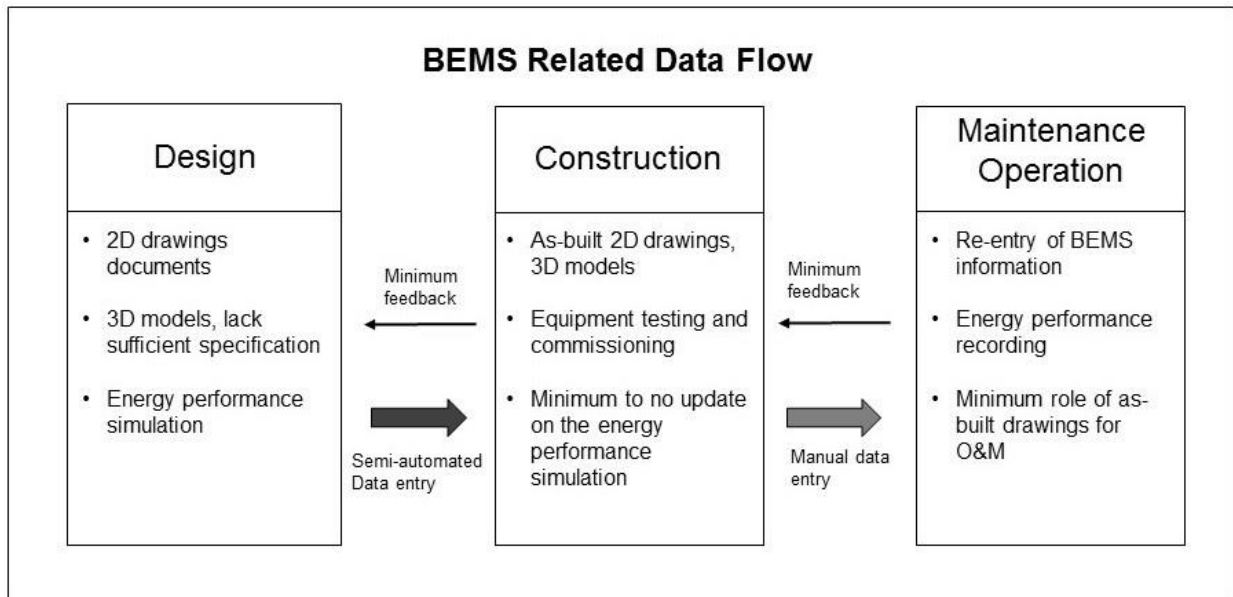 BEMS Related Data Flow
Design
• 2D drawings
documents
• 3D models, lack
sufficient specification
• Energy performance
simulation
Minimum
feedback
Semi-automated
Data entry
Construction
• As-built 2D drawings,
3D models
• Equipment testing and
commissioning
• Minimum to no update
on the energy
performance
simulation
Minimum
feedback
Manual data
entry
Maintenance
Operation
• Re-entry of BEMS
information
• Energy performance
recording
• Minimum role of as-
built drawings for
O&M